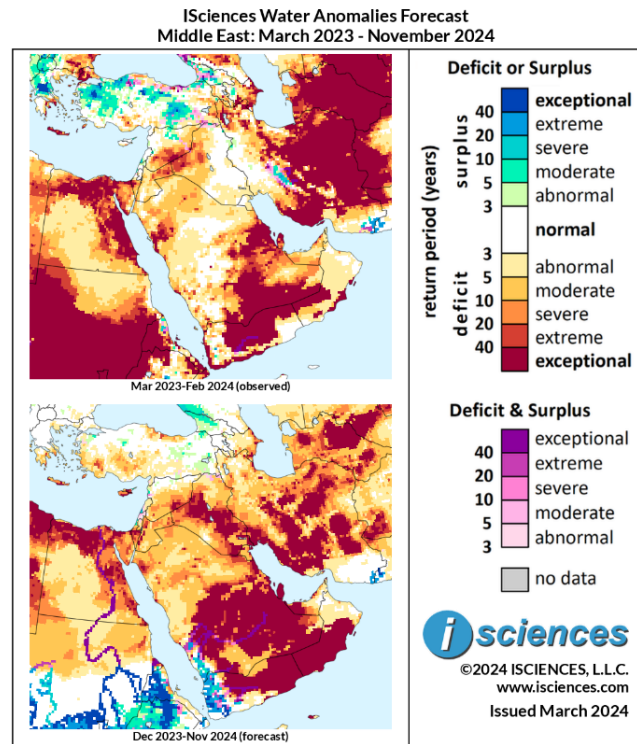 ISciences Water Anomalies Forecast
Middle East: March 2023 - November 2024
Mar 2023-Feb 2024 (observed)
Dec 2023-Nov 2024 (forecast)
Deficit or Surplus
return period (years)
surplus
deficit
40
20
10
5
3
3
5
10
20
40
exceptional
extreme
severe
moderate
abnormal
normal
abnormal
moderate
severe
extreme
exceptional
Deficit & Surplus
40
20
10
5
3
exceptional
extreme
severe
moderate
abnormal
no data
i sciences
©2024 ISCIENCES, L.L.C.
www.isciences.com
Issued March 2024